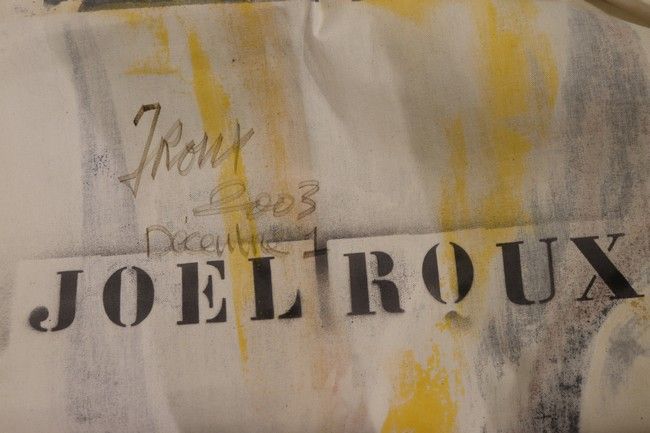 JRoux
2003
Décembre 1
JOEL ROUX